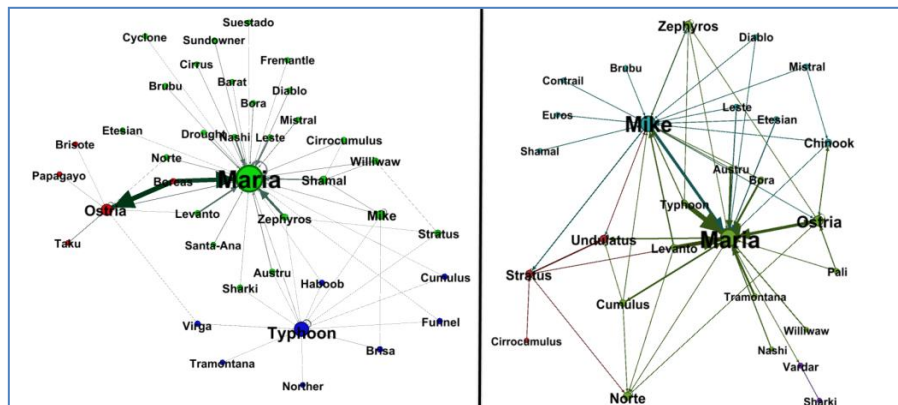 Suestado
Cyclone
Sundowner
Cirrus
Fremantle
Brubu
Barat
Diablo
Bora
Mistral
Etesian
Drought
Nashi
Leste
Cirrocumulus
Brisote
Norte
Williwaw
Papagayo
Boreas
Maria
Shamal
Ostria
Levanto
Zephyros
Mike
Taku
Santa-Ana
Stratus
Austru
Sharki
Haboob
Cumulus
Virga
Typhoon
Funnel
Tramontana
Brisa
Norther
Zephyros
Diablo
Brubu
Mistral
Contrail
Leste
Euros
Mike
Etesian
Chinook
Shamal
Austru
Bora
Typhoon
Ostria
Undulatus
Levanto
Maria
Stratus
Pali
Cumulus
Tramontana
Cirrocumulus
Williwaw
Nashi
Vardar
Norte
Sharki